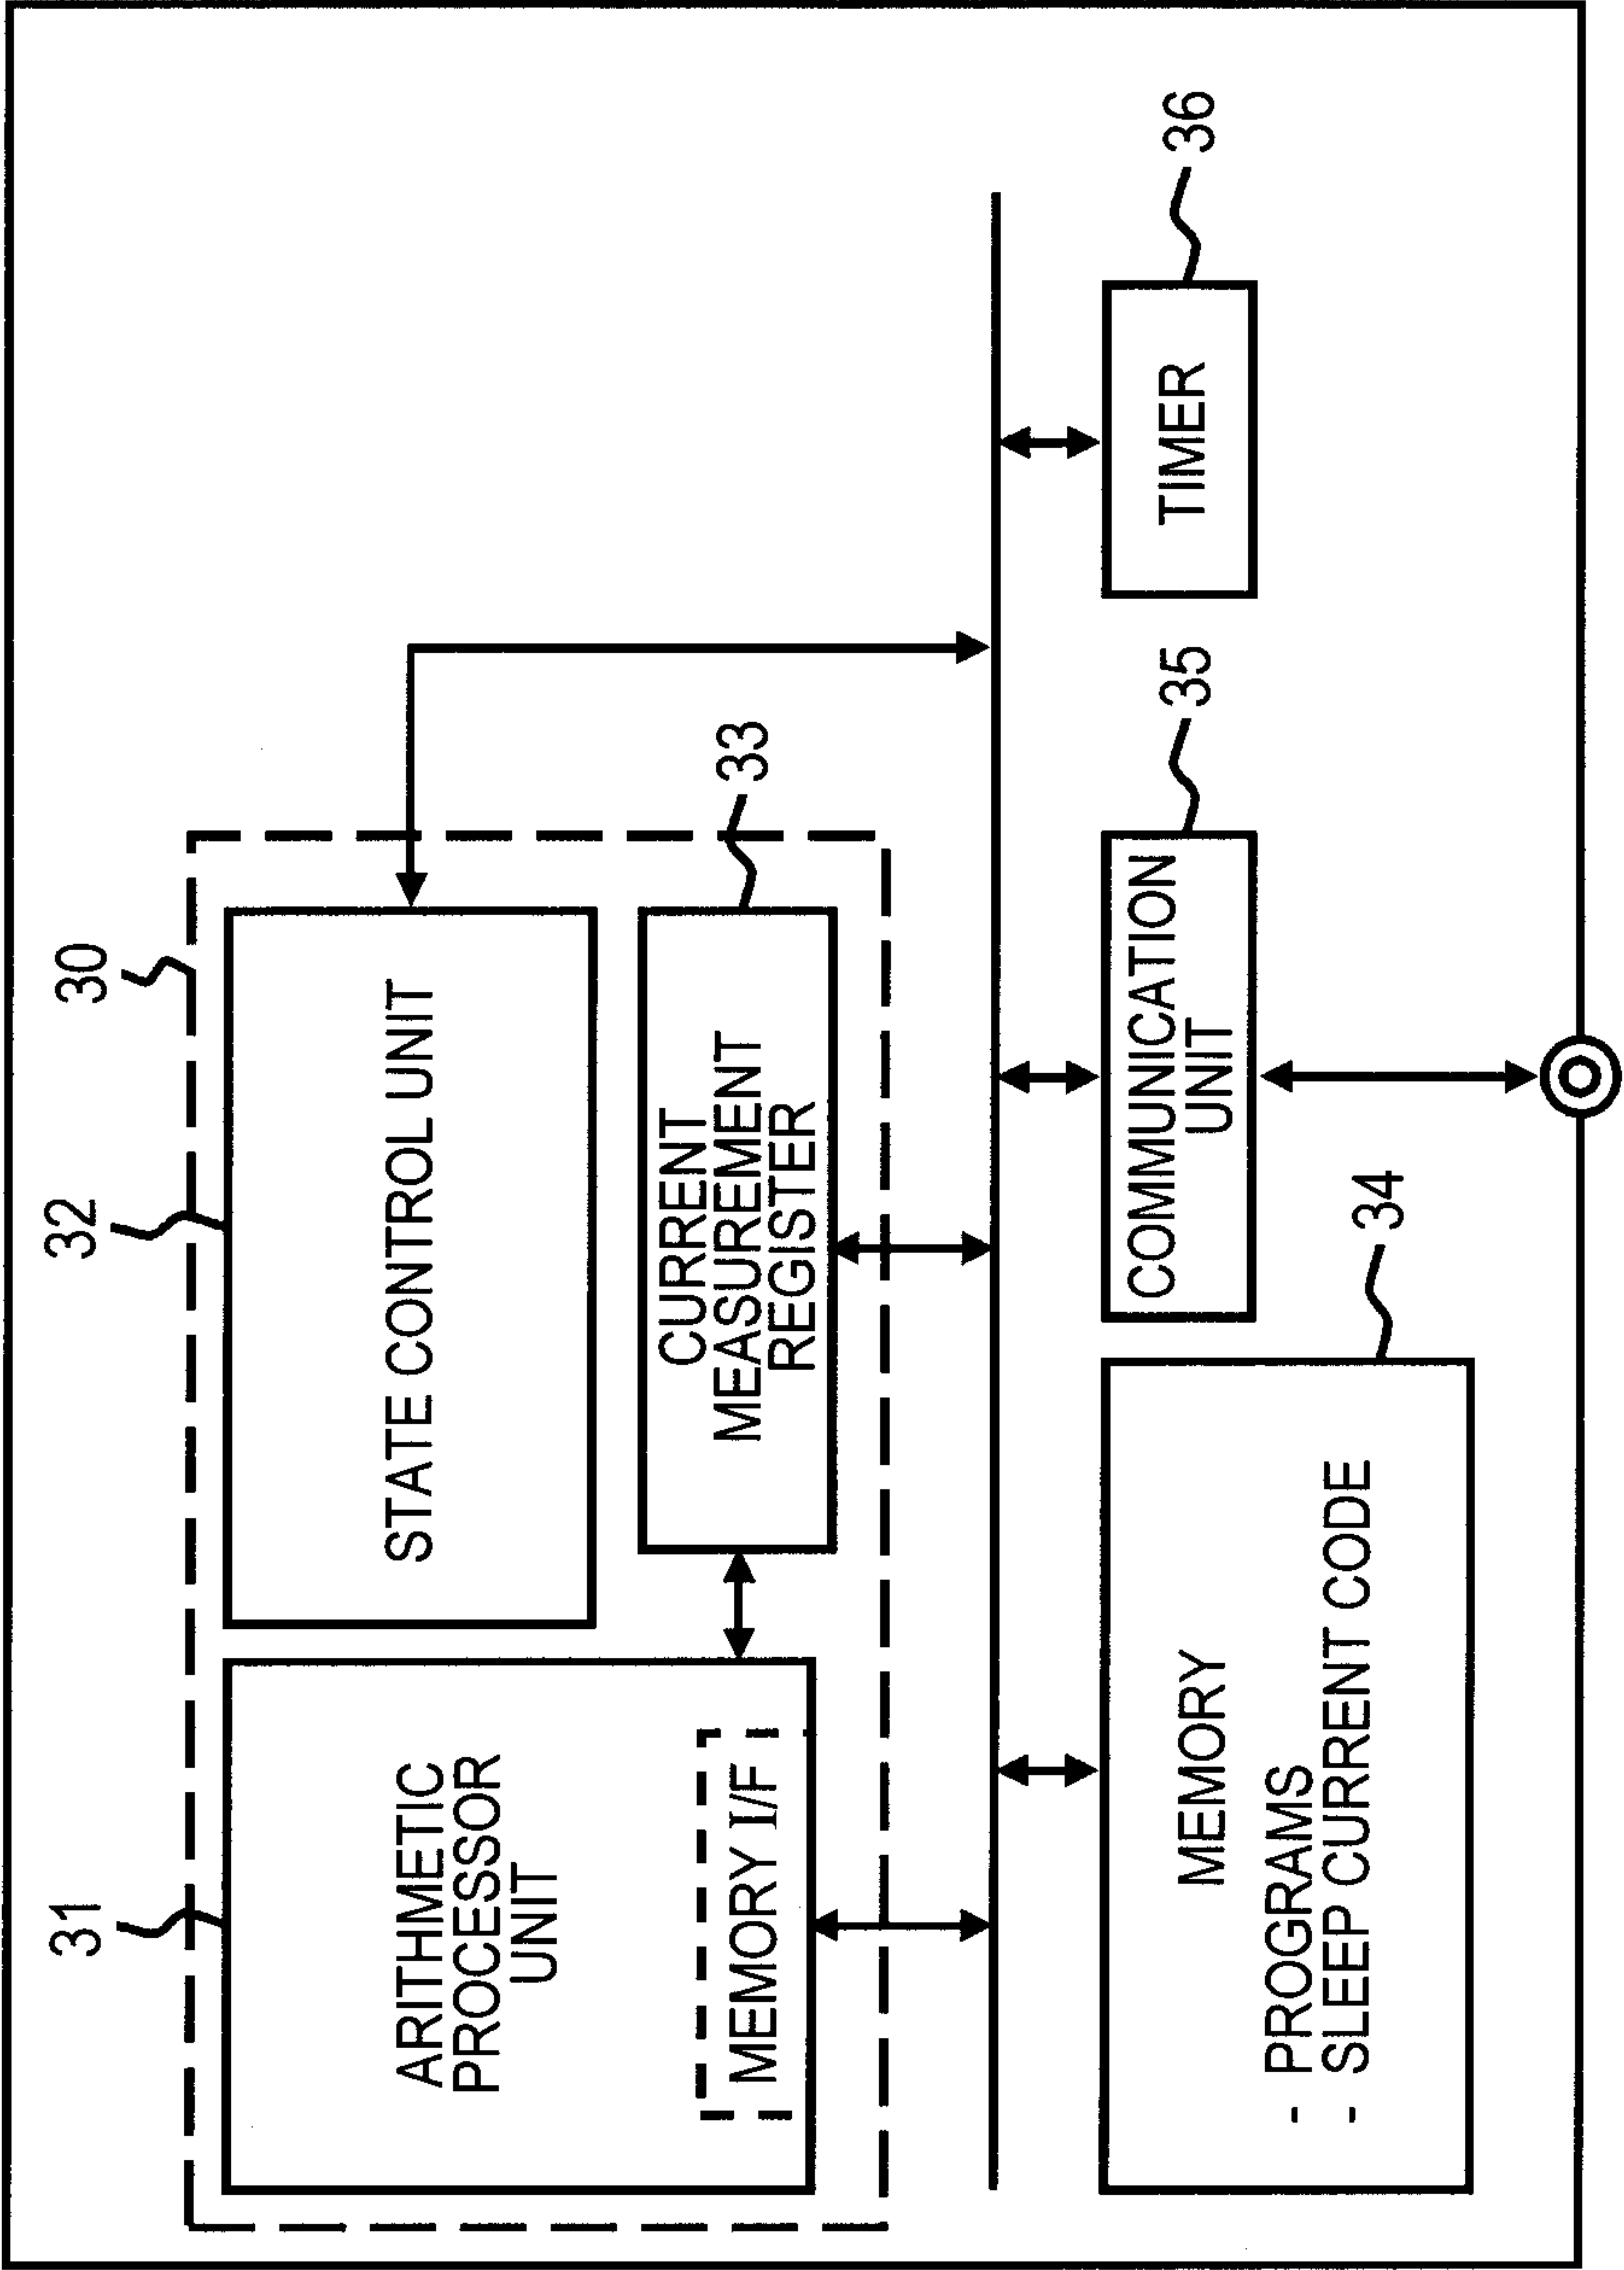 30
31
32
ARITHMETIC
PROCESSOR
UNIT
MEMORY I/F
STATE CONTROL UNIT
CURRENT
MEASUREMENT
REGISTER
33
MEMORY
- PROGRAMS
- SLEEP CURRENT CODE
34
COMMUNICATION
UNIT
35
TIMER
36